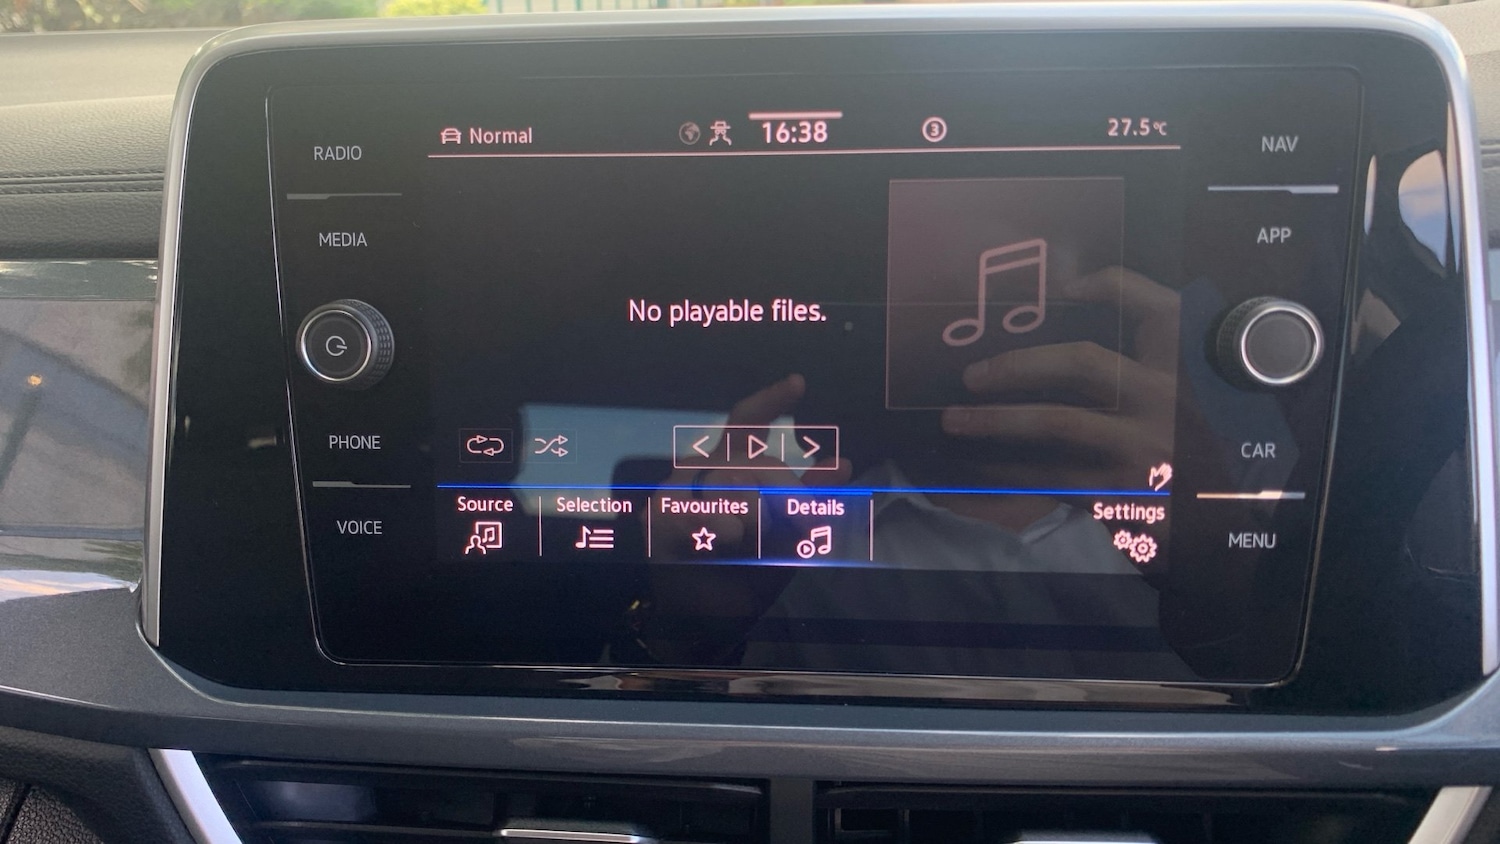 RADIO
MEDIA
PHONE
VOICE
Normal
16:38
3
27.5°C
No playable files.
Source
Selection
Favourites
Details
Settings
NAV
APP
CAR
MENU